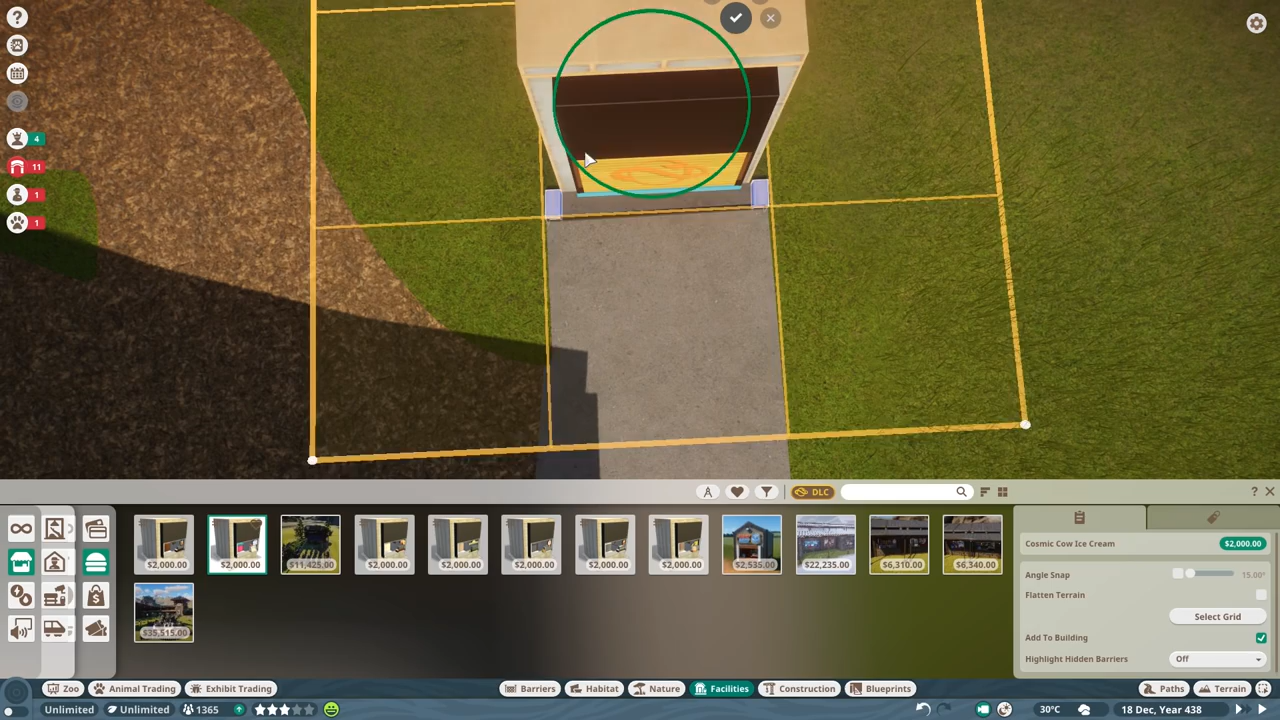 ?
4
11
1
1
DLC
?
$2,000.00
$2,000.00
$11,425.00
$2,000.00
$2,000.00
$2,000.00
$2,000.00
$2,000.00
$2,535.00
$22,235.00
$6,310.00
$6,340.00
$35,515.00
Cosmic Cow Ice Cream
$2,000.00
Angle Snap
15.00°
Flatten Terrain
Select Grid
Add To Building
Highlight Hidden Barriers
Off
Zoo
Animal Trading
Exhibit Trading
Barriers
Habitat
Nature
Facilities
Construction
Blueprints
Paths
Terrain
Unlimited
Unlimited
1365
30°C
18 Dec, Year 438